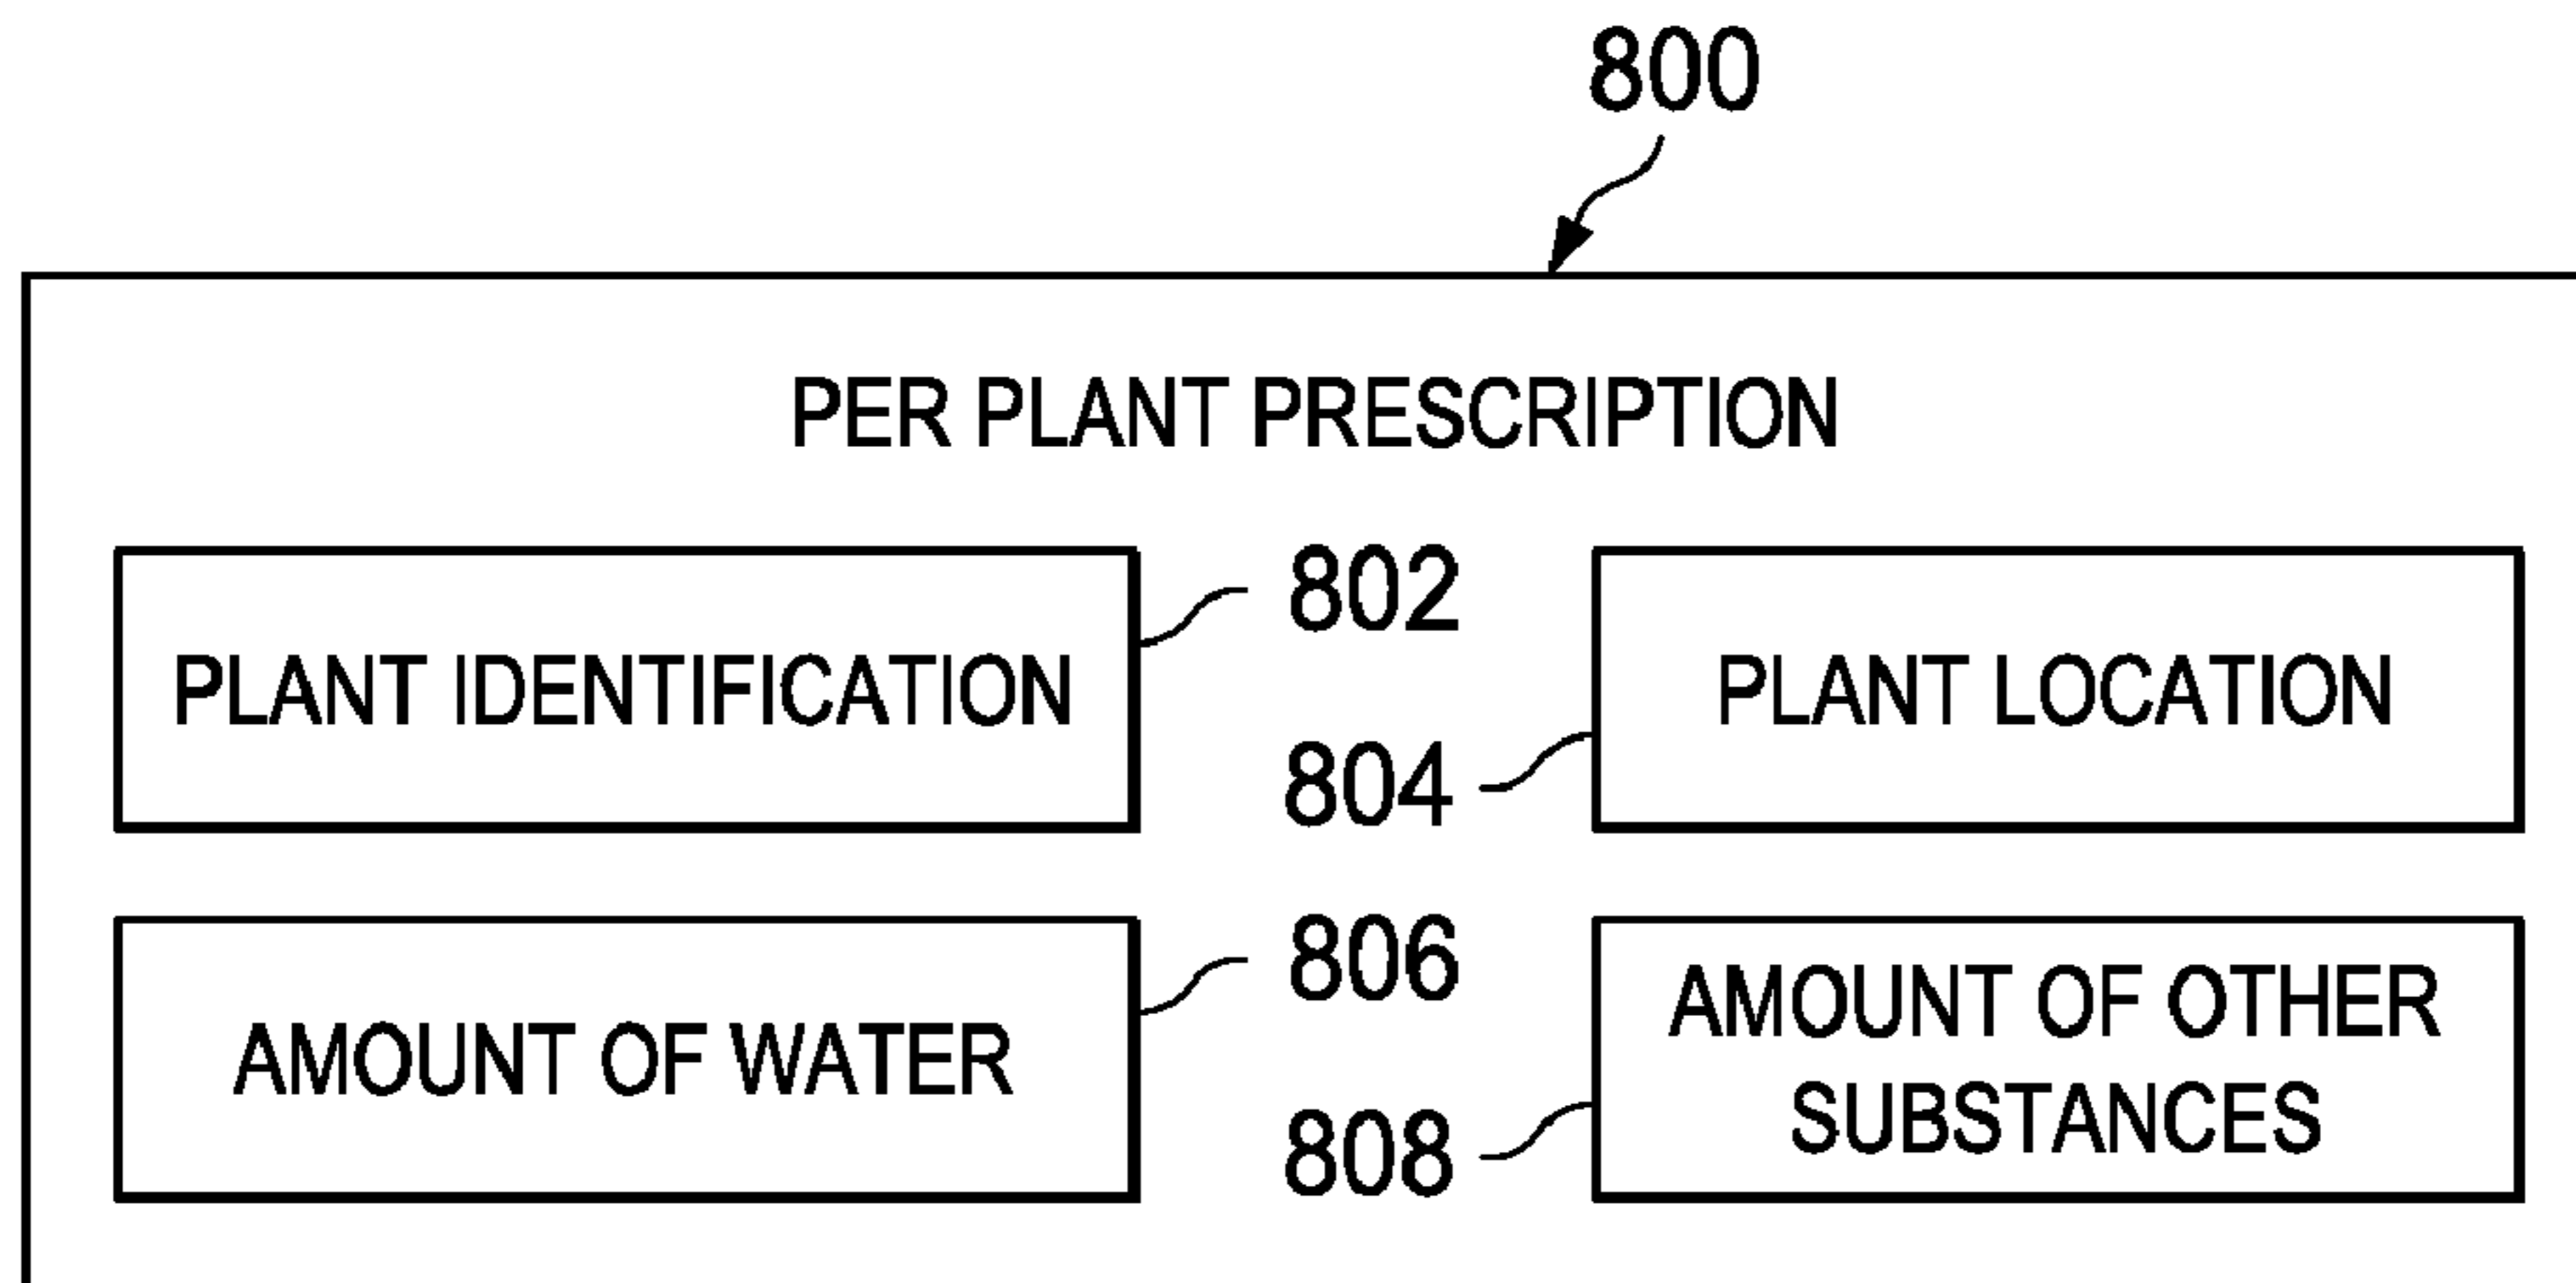 800
PER PLANT PRESCRIPTION
PLANT IDENTIFICATION
802
804
PLANT LOCATION
AMOUNT OF WATER
806
808
AMOUNT OF OTHER
SUBSTANCES